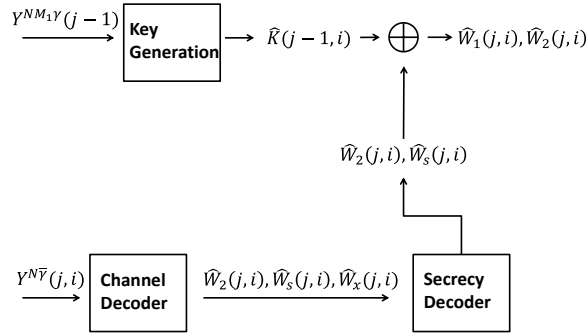 Y^{NM_1γ}(j−1)
Key
Generation
K̂(j−1,i)
⊕
Ŵ_1(j,i),Ŵ_2(j,i)
Ŵ_2(j,i),Ŵ_s(j,i)
Y^{Nγ̅}(j,i)
Channel
Decoder
Ŵ_2(j,i),Ŵ_s(j,i),Ŵ_x(j,i)
Secrecy
Decoder